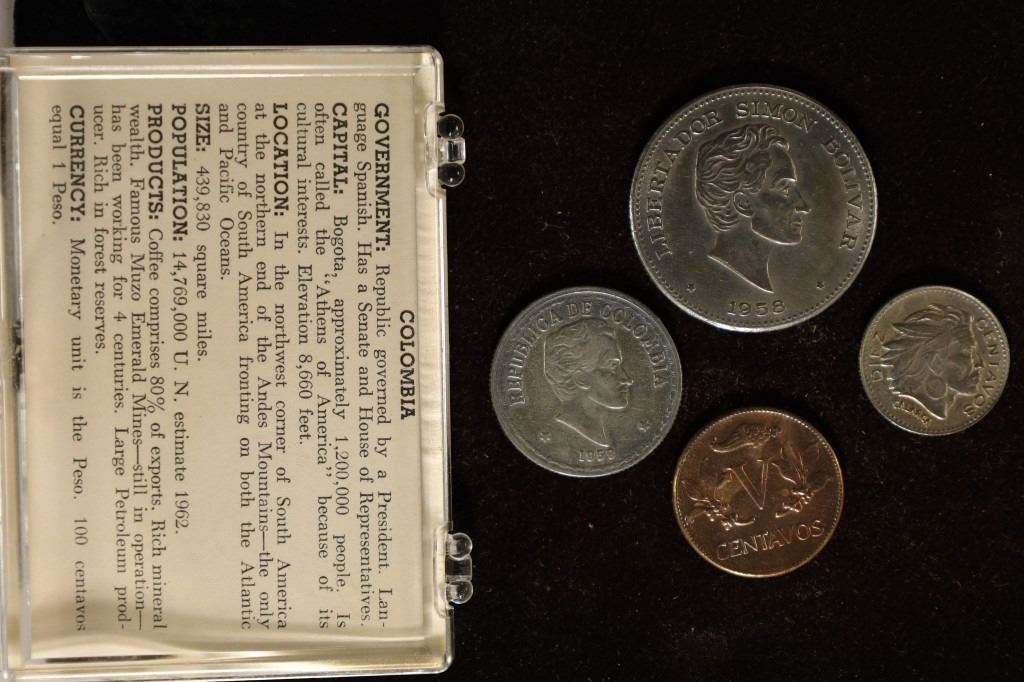 COLOMBIA
GOVERNMENT: Republic governed by a President. Lan-
guage Spanish. Has a Senate and House of Representatives.
CAPITAL: Bogota, approximately 1,200,000 people. Is
often called the "Athens of America" because of its
cultural interests. Elevation 8,660 feet.
LOCATION: In the northwest corner of South America
at the northern end of the Andes Mountains—the only
country of South America fronting on both the Atlantic
and Pacific Oceans.
SIZE: 439,830 square miles.
POPULATION: 14,769,000 U. N. estimate 1962.
PRODUCTS: Coffee comprises 80% of exports. Rich mineral
wealth. Famous Muzo Emerald Mines—still in operation—
has been working for 4 centuries. Large Petroleum prod-
ucer. Rich in forest reserves.
CURRENCY: Monetary unit is the Peso. 100 centavos
equal 1 Peso.
LIBERTADOR SIMON BOLIVAR
1958
REPUBLICA DE COLOMBIA
DIEZ CENTAVOS
V
CENTAVOS